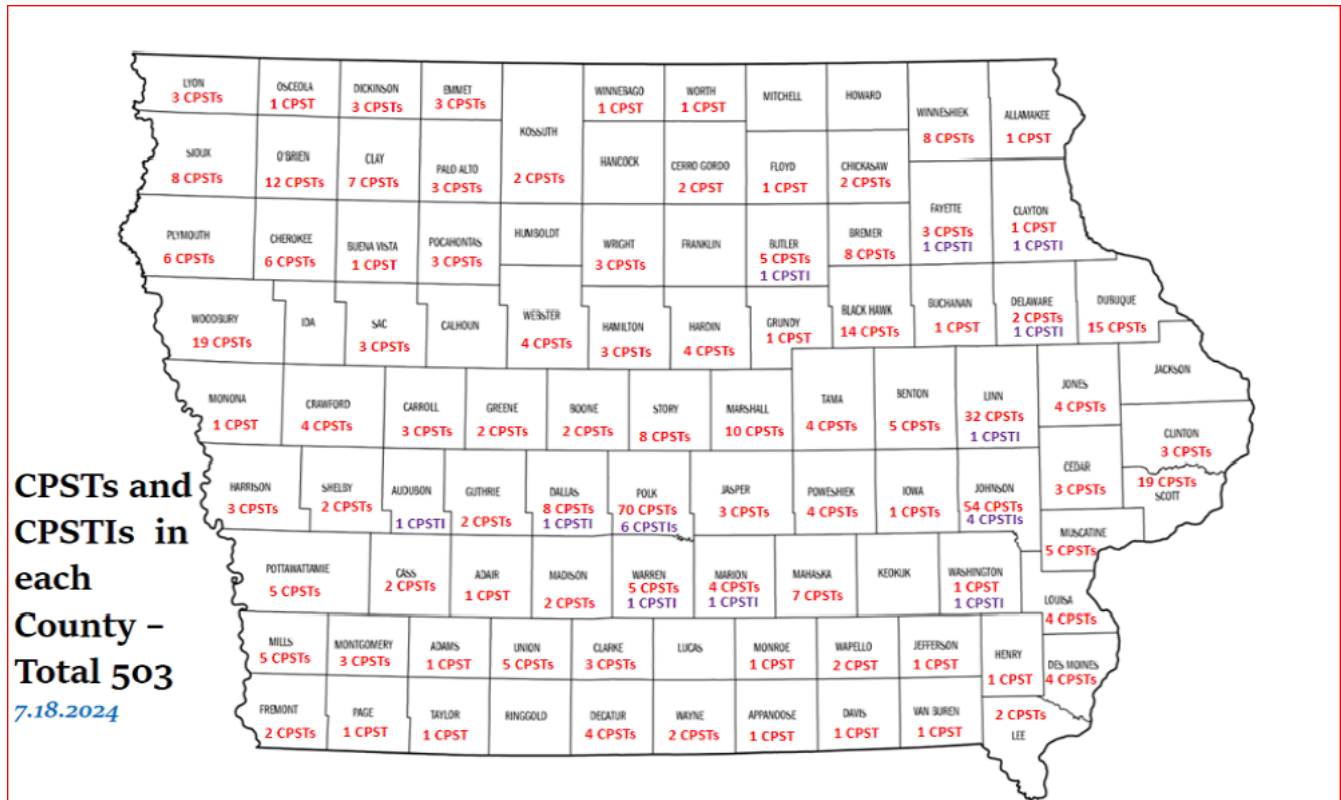 LYON
3 CPSTs
OSCEOLA
1 CPST
DICKINSON
3 CPSTs
EMMET
3 CPSTs
KOSSUTH
2 CPSTs
WINNEBAGO
1 CPST
WORTH
1 CPST
MITCHELL
HOWARD
WINNESHIEK
8 CPSTs
ALLAMAKEE
1 CPST
SIOUX
8 CPSTs
O'BRIEN
12 CPSTs
CLAY
7 CPSTs
PALO ALTO
3 CPSTs
HANCOCK
CERRO GORDO
2 CPST
FLOYD
1 CPST
CHICKASAW
2 CPSTs
FAYETTE
3 CPSTs
1 CPSTI
CLAYTON
1 CPST
1 CPSTI
PLYMOUTH
6 CPSTs
CHEROKEE
6 CPSTs
BUENA VISTA
1 CPST
POCAHONTAS
3 CPSTs
HUMBOLDT
WRIGHT
3 CPSTs
FRANKLIN
BUTLER
5 CPSTs
1 CPSTI
BREMER
8 CPSTs
WOODBURY
19 CPSTs
IDA
SAC
3 CPSTs
CALHOUN
WEBSTER
4 CPSTs
HAMILTON
3 CPSTs
HARDIN
4 CPSTs
GRUNDY
1 CPST
BLACK HAWK
14 CPSTs
BUCHANAN
1 CPST
DELAWARE
2 CPSTs
1 CPSTI
DUBUQUE
15 CPSTs
MONONA
1 CPST
CRAWFORD
4 CPSTs
CARROLL
3 CPSTs
GREENE
2 CPSTs
BOONE
2 CPSTs
STORY
8 CPSTs
MARSHALL
10 CPSTs
TAMA
4 CPSTs
BENTON
5 CPSTs
LINN
32 CPSTs
1 CPSTI
JONES
4 CPSTs
JACKSON
CLINTON
3 CPSTs
HARRISON
3 CPSTs
SHELBY
2 CPSTs
AUDUBON
1 CPSTI
GUTHRIE
2 CPSTs
DALLAS
8 CPSTs
1 CPSTI
POLK
70 CPSTs
6 CPSTIs
JASPER
3 CPSTs
POWESHIEK
4 CPSTs
IOWA
1 CPSTs
JOHNSON
54 CPSTs
4 CPSTIs
CEDAR
3 CPSTs
19 CPSTs
SCOTT
MUSCATINE
5 CPSTs
POTTAWATTAMIE
5 CPSTs
CASS
2 CPSTs
ADAIR
1 CPST
MADISON
2 CPSTs
WARREN
5 CPSTs
1 CPSTI
MARION
4 CPSTs
1 CPSTI
MAHASKA
7 CPSTs
KEOKUK
WASHINGTON
1 CPST
1 CPSTI
LOUISA
4 CPSTs
MILLS
5 CPSTs
MONTGOMERY
3 CPSTs
ADAMS
1 CPST
UNION
5 CPSTs
CLARKE
3 CPSTs
LUCAS
MONROE
1 CPST
WAPELLO
2 CPST
JEFFERSON
1 CPST
HENRY
1 CPST
DES MOINES
4 CPSTs
FREMONT
2 CPSTs
PAGE
1 CPST
TAYLOR
1 CPST
RINGGOLD
DECATUR
4 CPSTs
WAYNE
2 CPSTs
APPANOOSE
1 CPST
DAVIS
1 CPST
VAN BUREN
1 CPST
2 CPSTs
LEE
CPSTs and
CPSTIs in
each
County –
Total 503
7.18.2024